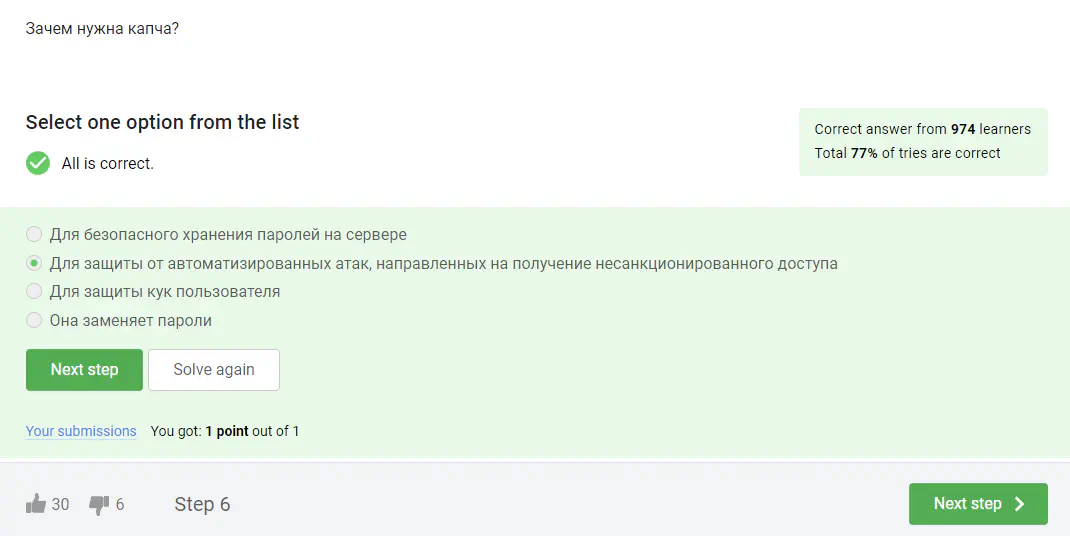 Зачем нужна капча?
Select one option from the list
Correct answer from 974 learners
Total 77% of tries are correct
All is correct.
Для безопасного хранения паролей на сервере
Для защиты от автоматизированных атак, направленных на получение несанкционированного доступа
Для защиты кук пользователя
Она заменяет пароли
Next step Solve again
Your submissions You got: 1 point out of 1
30 6 Step 6 Next step